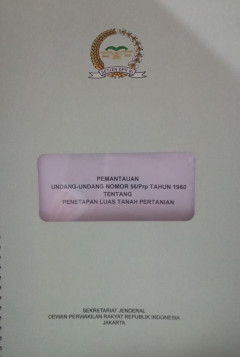 PEMANTAUAN
UNDANG-UNDANG NOMOR 56/Prp TAHUN 1960
TENTANG
PENETAPAN LUAS TANAH PERTANIAN
SEKRETARIAT JENDERAL
DEWAN PERWAKILAN RAKYAT REPUBLIK INDONESIA
JAKARTA